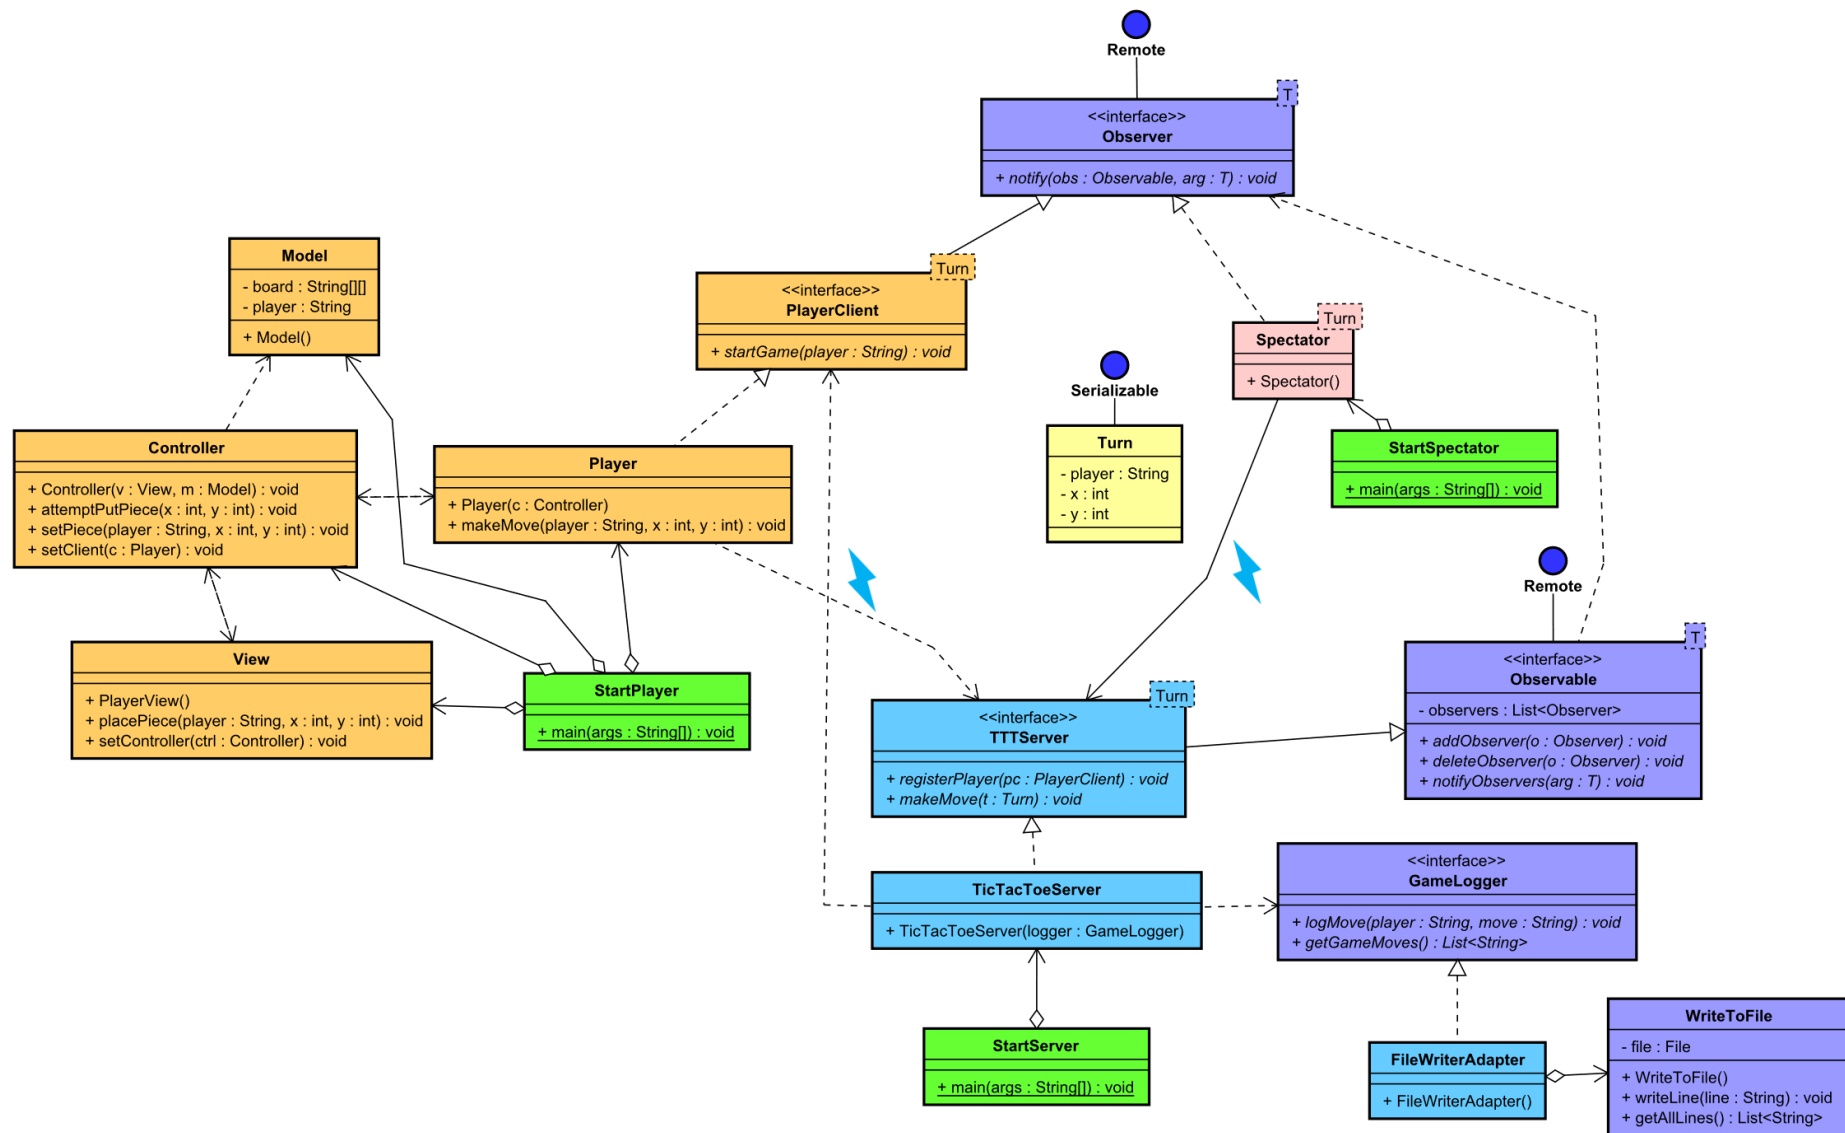 Remote
T
<<interface>>
Observer
+ notify(obs : Observable, arg : T) : void
Model
- board : String[][]
- player : String
+ Model()
Turn
<<interface>>
PlayerClient
+ startGame(player : String) : void
Turn
Spectator
+ Spectator()
Serializable
Turn
- player : String
- x : int
- y : int
StartSpectator
+ main(args : String[]) : void
Controller
+ Controller(v : View, m : Model) : void
+ attemptPutPiece(x : int, y : int) : void
+ setPiece(player : String, x : int, y : int) : void
+ setClient(c : Player) : void
Player
+ Player(c : Controller)
+ makeMove(player : String, x : int, y : int) : void
Remote
View
+ PlayerView()
+ placePiece(player : String, x : int, y : int) : void
+ setController(ctrl : Controller) : void
StartPlayer
+ main(args : String[]) : void
Turn
<<interface>>
TTTServer
+ registerPlayer(pc : PlayerClient) : void
+ makeMove(t : Turn) : void
T
<<interface>>
Observable
- observers : List<Observer>
+ addObserver(o : Observer) : void
+ deleteObserver(o : Observer) : void
+ notifyObservers(arg : T) : void
TicTacToeServer
+ TicTacToeServer(logger : GameLogger)
<<interface>>
GameLogger
+ logMove(player : String, move : String) : void
+ getGameMoves() : List<String>
StartServer
+ main(args : String[]) : void
FileWriterAdapter
+ FileWriterAdapter()
WriteToFile
- file : File
+ WriteToFile()
+ writeLine(line : String) : void
+ getAllLines() : List<String>